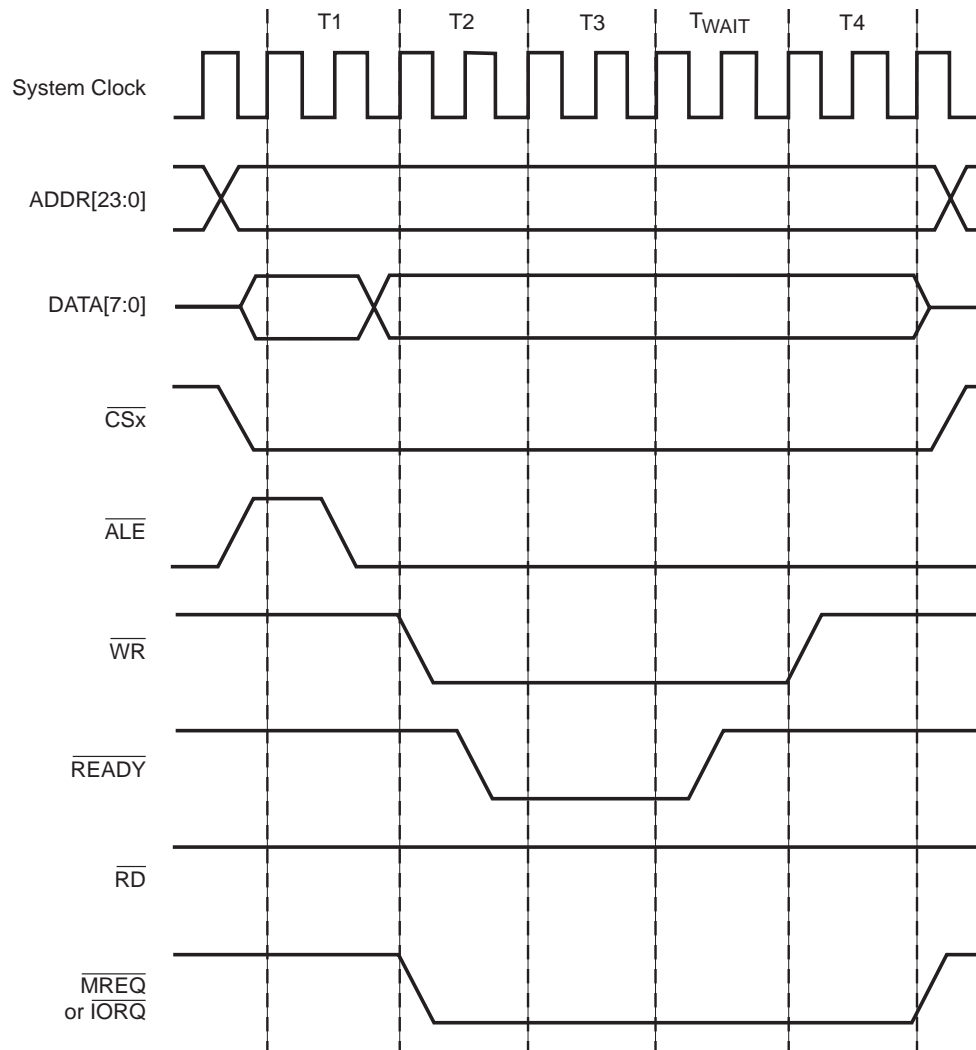 T1 T2 T3 TWAIT T4
System Clock
ADDR[23:0]
DATA[7:0]
CSx
ALE
WR
READY
RD
MREQ
or IORQ